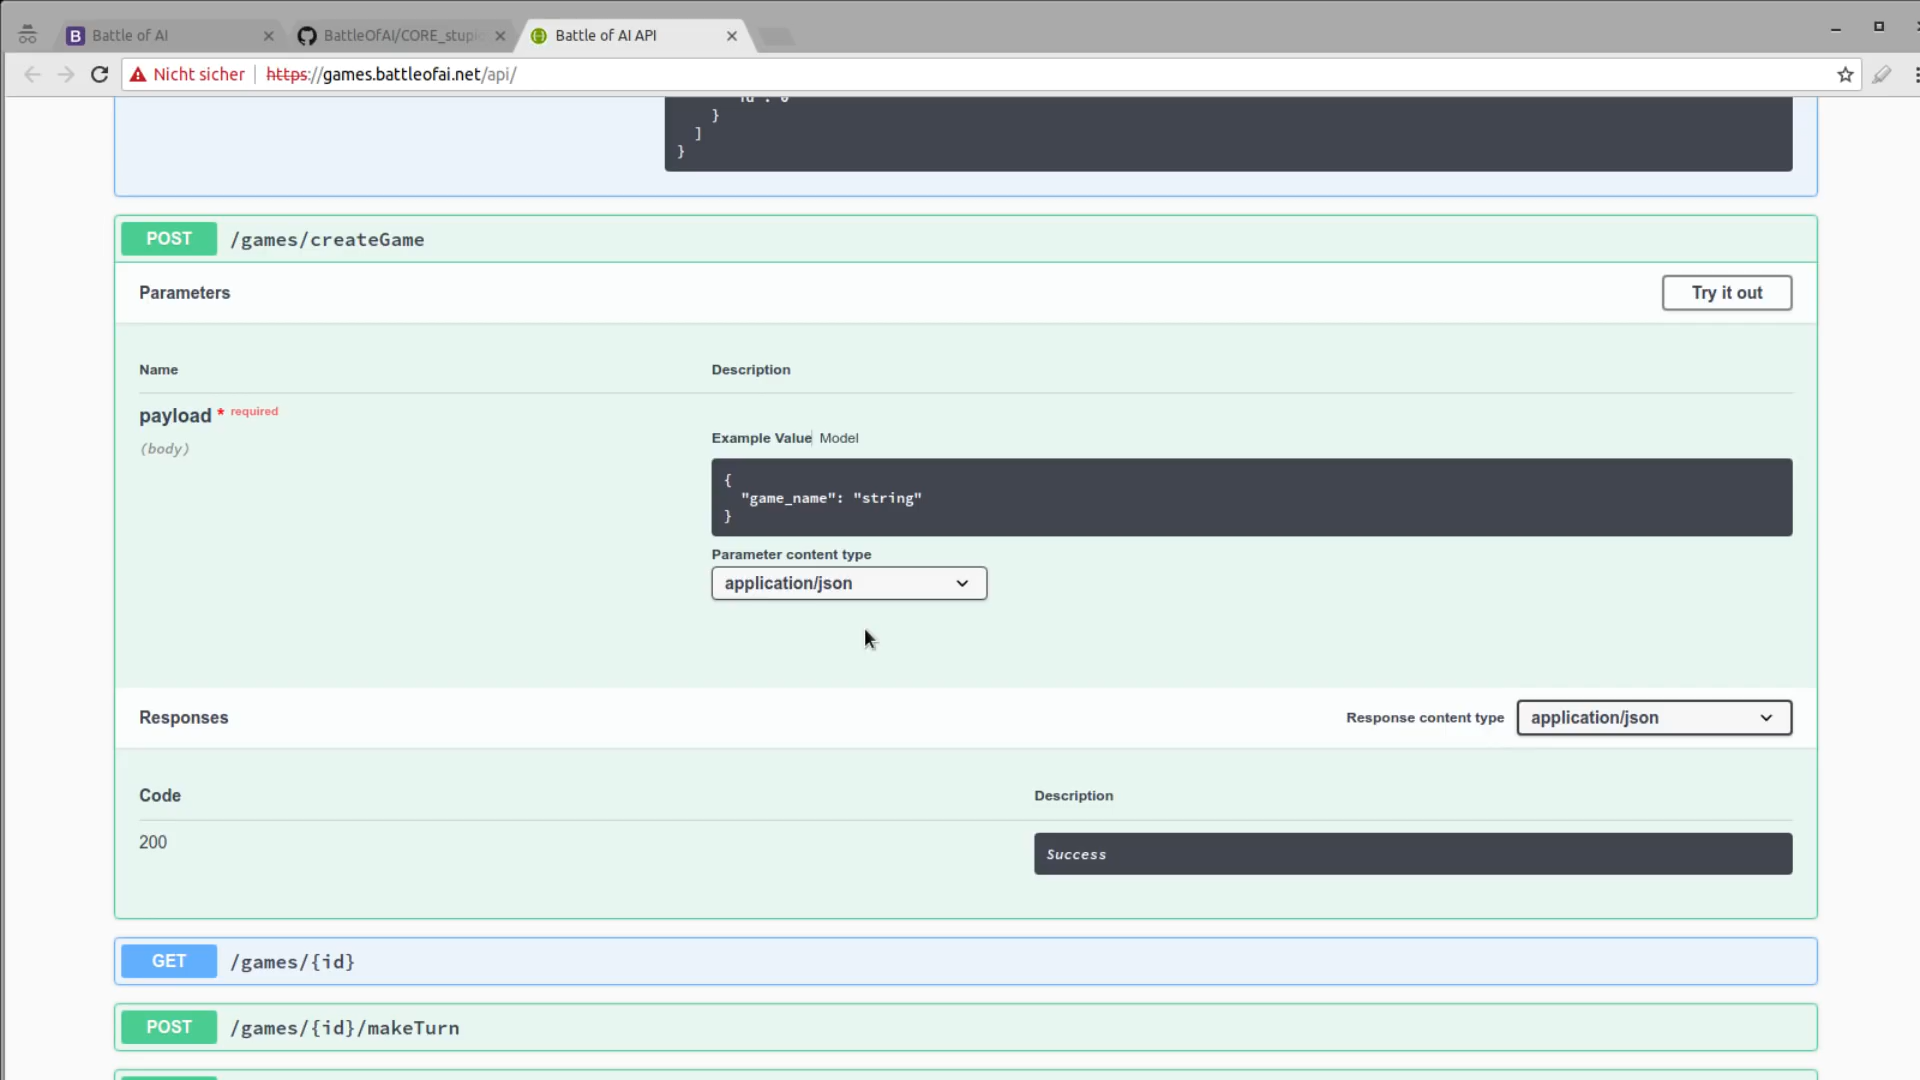 Battle of AI
BattleOfAI/CORE_stupid
Battle of AI API
Nicht sicher https://games.battleofai.net/api/
}
]
}
POST /games/createGame
Parameters
Try it out
Name Description
payload * required
(body)
Example Value Model
{
"game_name": "string"
}
Parameter content type
application/json
Responses
Response content type application/json
Code Description
200 Success
GET /games/{id}
POST /games/{id}/makeTurn